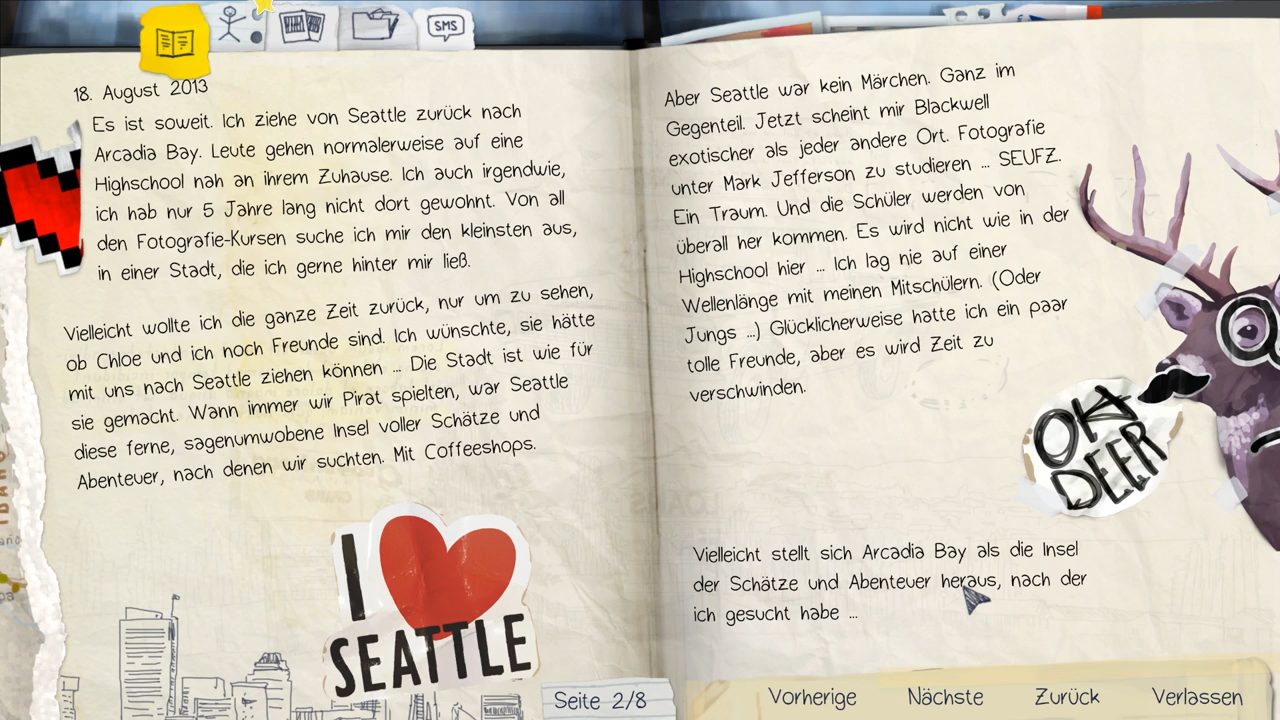 SMS
18. August 2013
Es ist soweit. Ich ziehe von Seattle zurück nach
Arcadia Bay. Leute gehen normalerweise auf eine
Highschool nah an ihrem Zuhause. Ich auch irgendwie,
ich hab nur 5 Jahre lang nicht dort gewohnt. Von all
den Fotografie-Kursen suche ich mir den kleinsten aus,
in einer Stadt, die ich gerne hinter mir ließ.
Vielleicht wollte ich die ganze Zeit zurück, nur um zu sehen,
ob Chloe und ich noch Freunde sind. Ich wünschte, sie hätte
mit uns nach Seattle ziehen können ... Die Stadt ist wie für
sie gemacht. Wann immer wir Pirat spielten, war Seattle
diese ferne, sagenumwobene Insel voller Schätze und
Abenteuer, nach denen wir suchten. Mit Coffeeshops.
I
SEATTLE
Aber Seattle war kein Märchen. Ganz im
Gegenteil. Jetzt scheint mir Blackwell
exotischer als jeder andere Ort. Fotografie
unter Mark Jefferson zu studieren ... SEUFZ.
Ein Traum. Und die Schüler werden von
überall her kommen. Es wird nicht wie in der
Highschool hier ... Ich lag nie auf einer
Wellenlänge mit meinen Mitschülern. (Oder
Jungs ...) Glücklicherweise hatte ich ein paar
tolle Freunde, aber es wird Zeit zu
verschwinden.
OH
DEER
Vielleicht stellt sich Arcadia Bay als die Insel
der Schätze und Abenteuer heraus, nach der
ich gesucht habe ...
Seite 2/8
Vorherige Nächste Zurück Verlassen